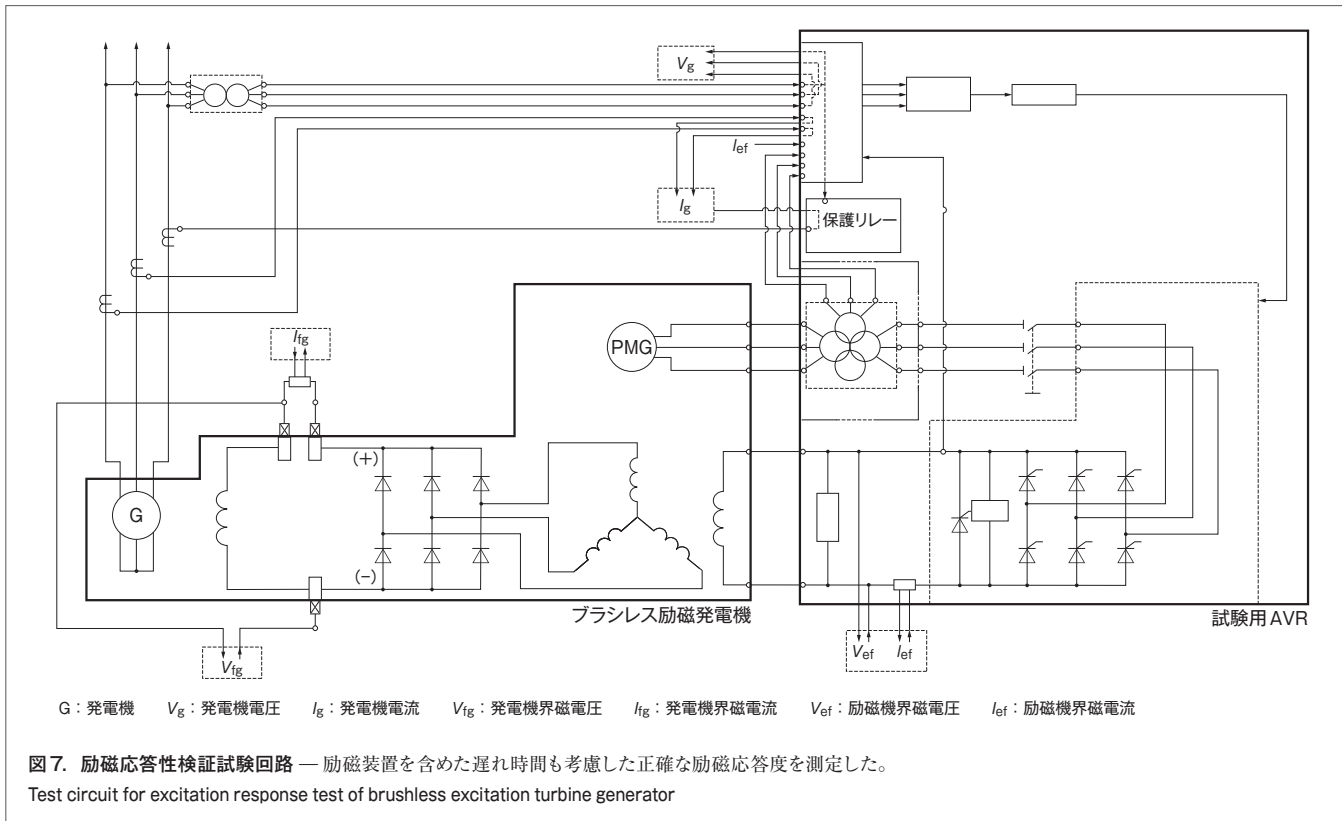 Vg
Ief
Ig
保護リレー
Ifg
PMG
(+)
G
(−)
ブラシレス励磁発電機
試験用AVR
Vfg
Vef
Ief
G：発電機 Vg：発電機電圧 Ig：発電機電流 Vfg：発電機界磁電圧 Ifg：発電機界磁電流 Vef：励磁機界磁電圧 Ief：励磁機界磁電流
図7. 励磁応答性検証試験回路 — 励磁装置を含めた遅れ時間も考慮した正確な励磁応答度を測定した。
Test circuit for excitation response test of brushless excitation turbine generator